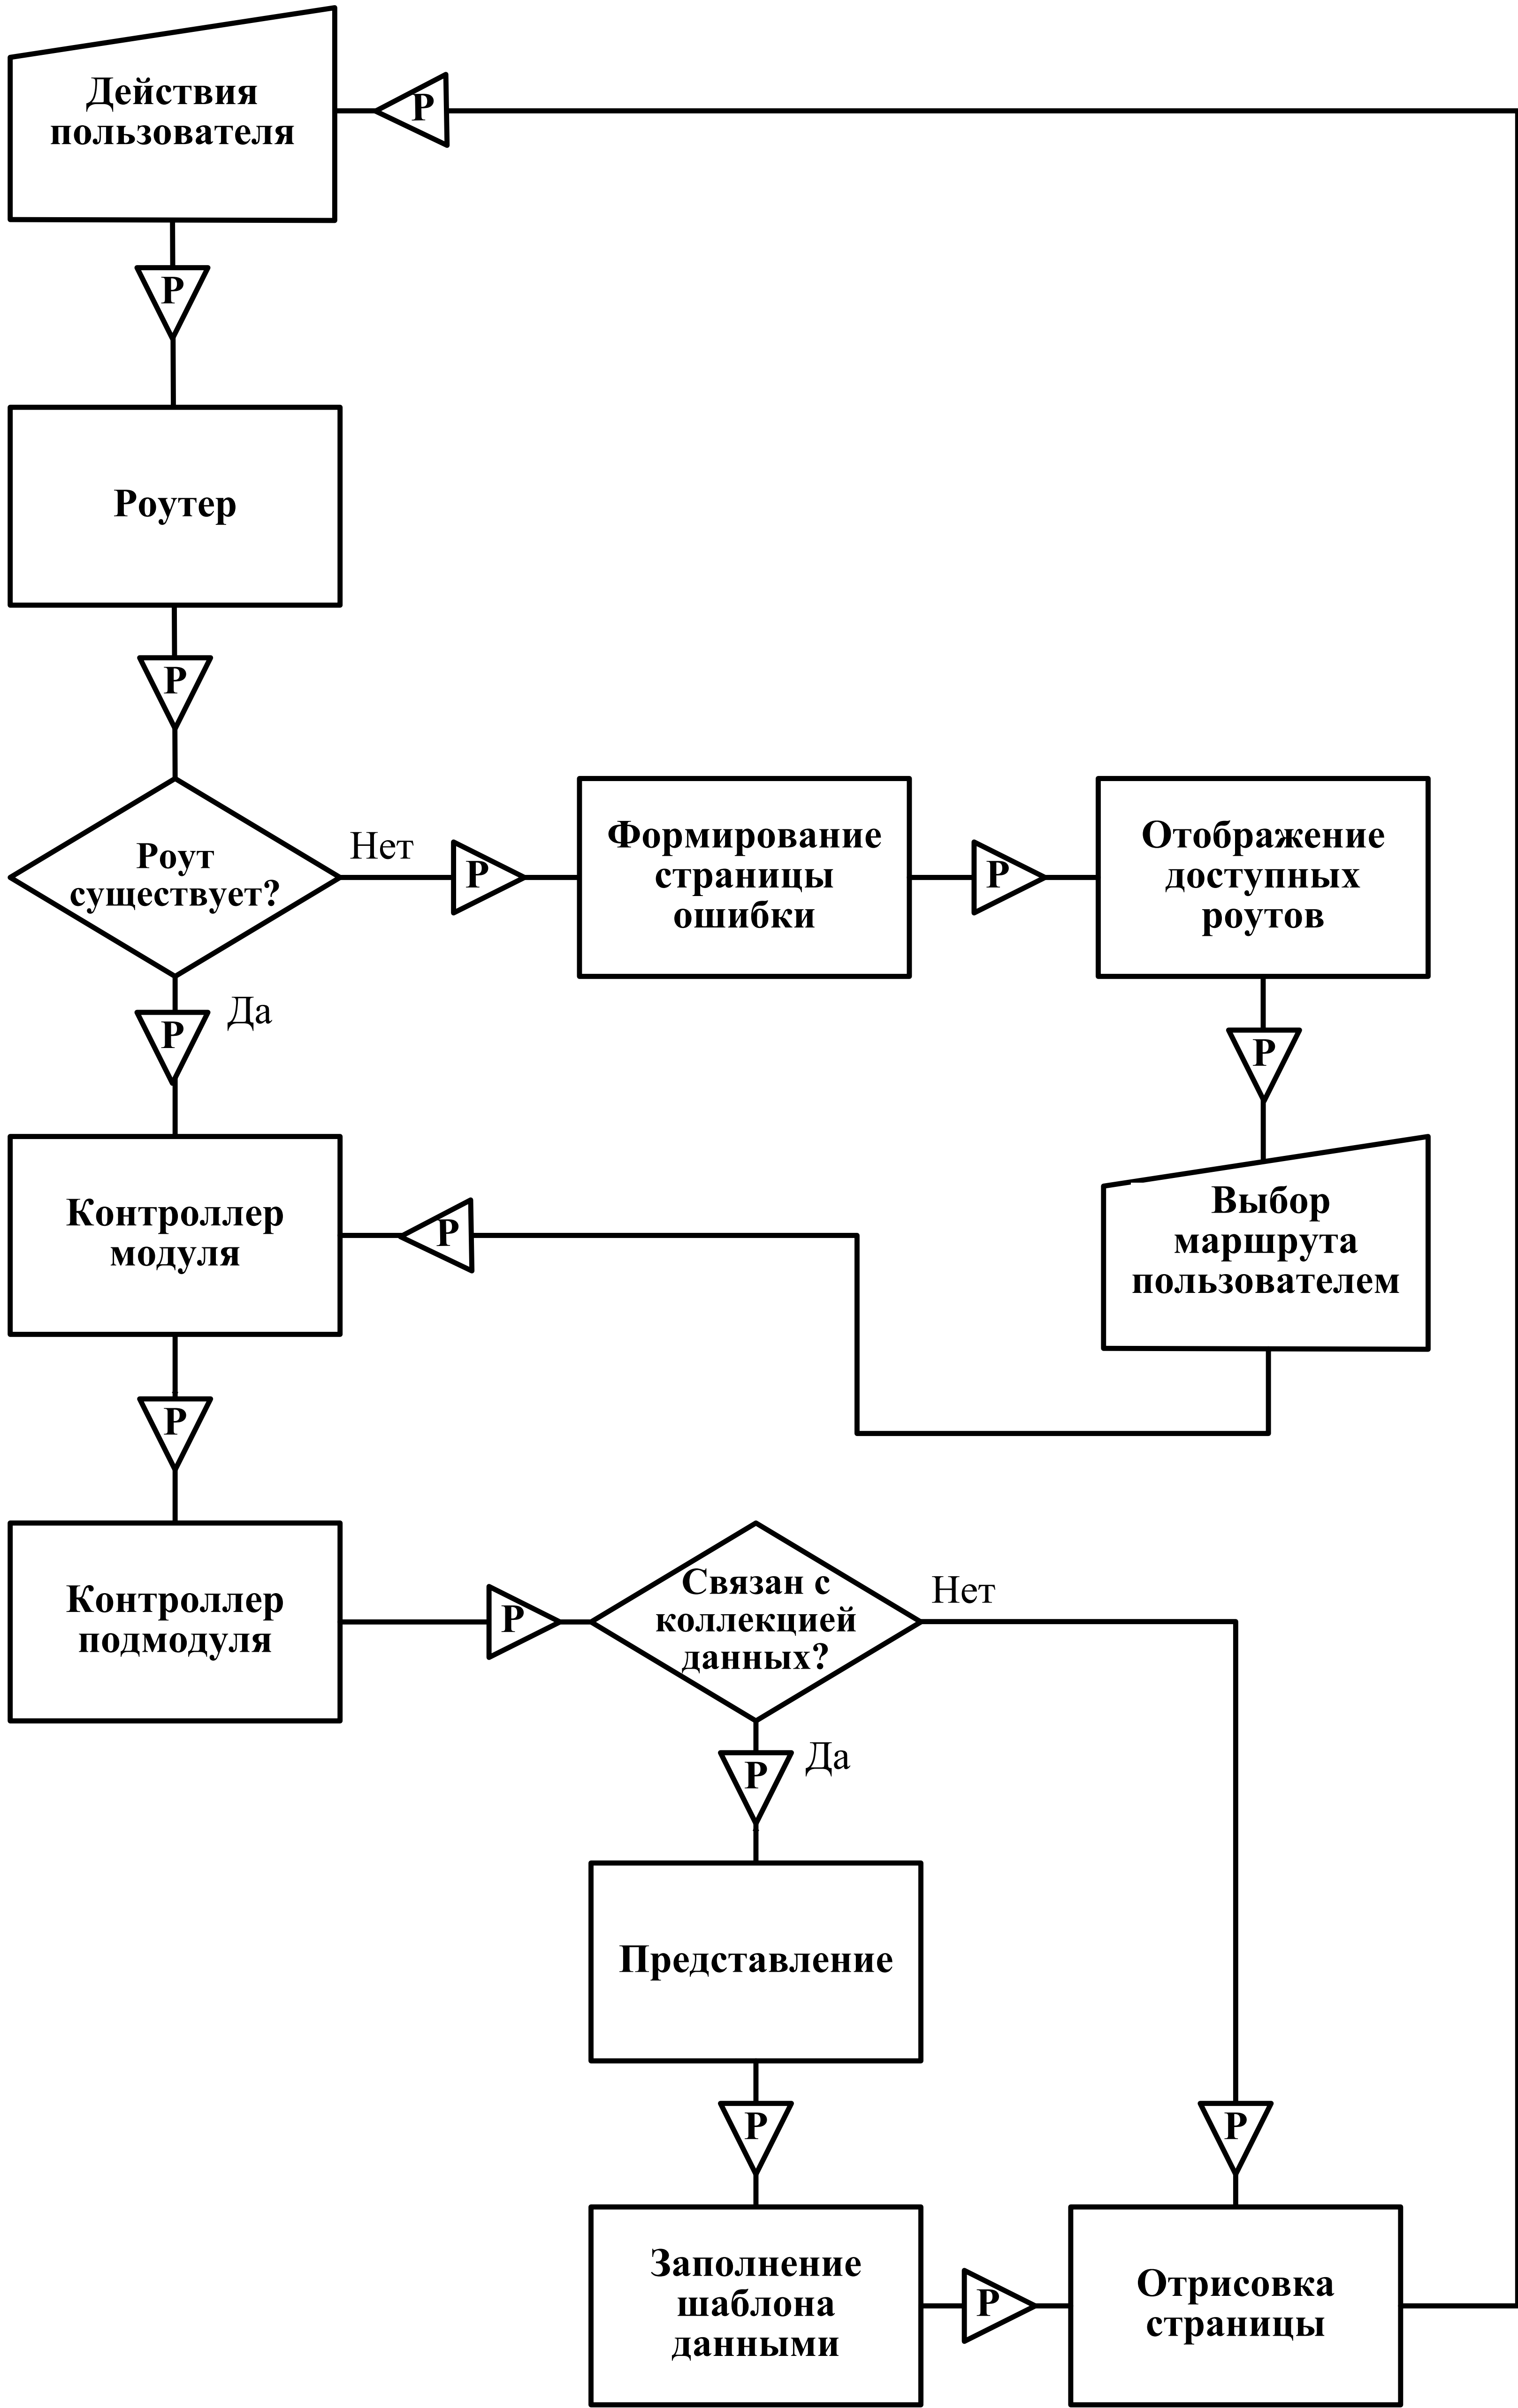 Действия
пользователя
Р
Р
Роутер
Р
Роут
существует?
Нет
Р
Формирование
страницы
ошибки
Р
Отображение
доступных
роутов
Да
Р
Р
Контроллер
модуля
Р
Выбор
маршрута
пользователем
Р
Контроллер
подмодуля
Р
Связан с
коллекцией
данных?
Нет
Да
Р
Представление
Р
Р
Заполнение
шаблона
данными
Р
Отрисовка
страницы